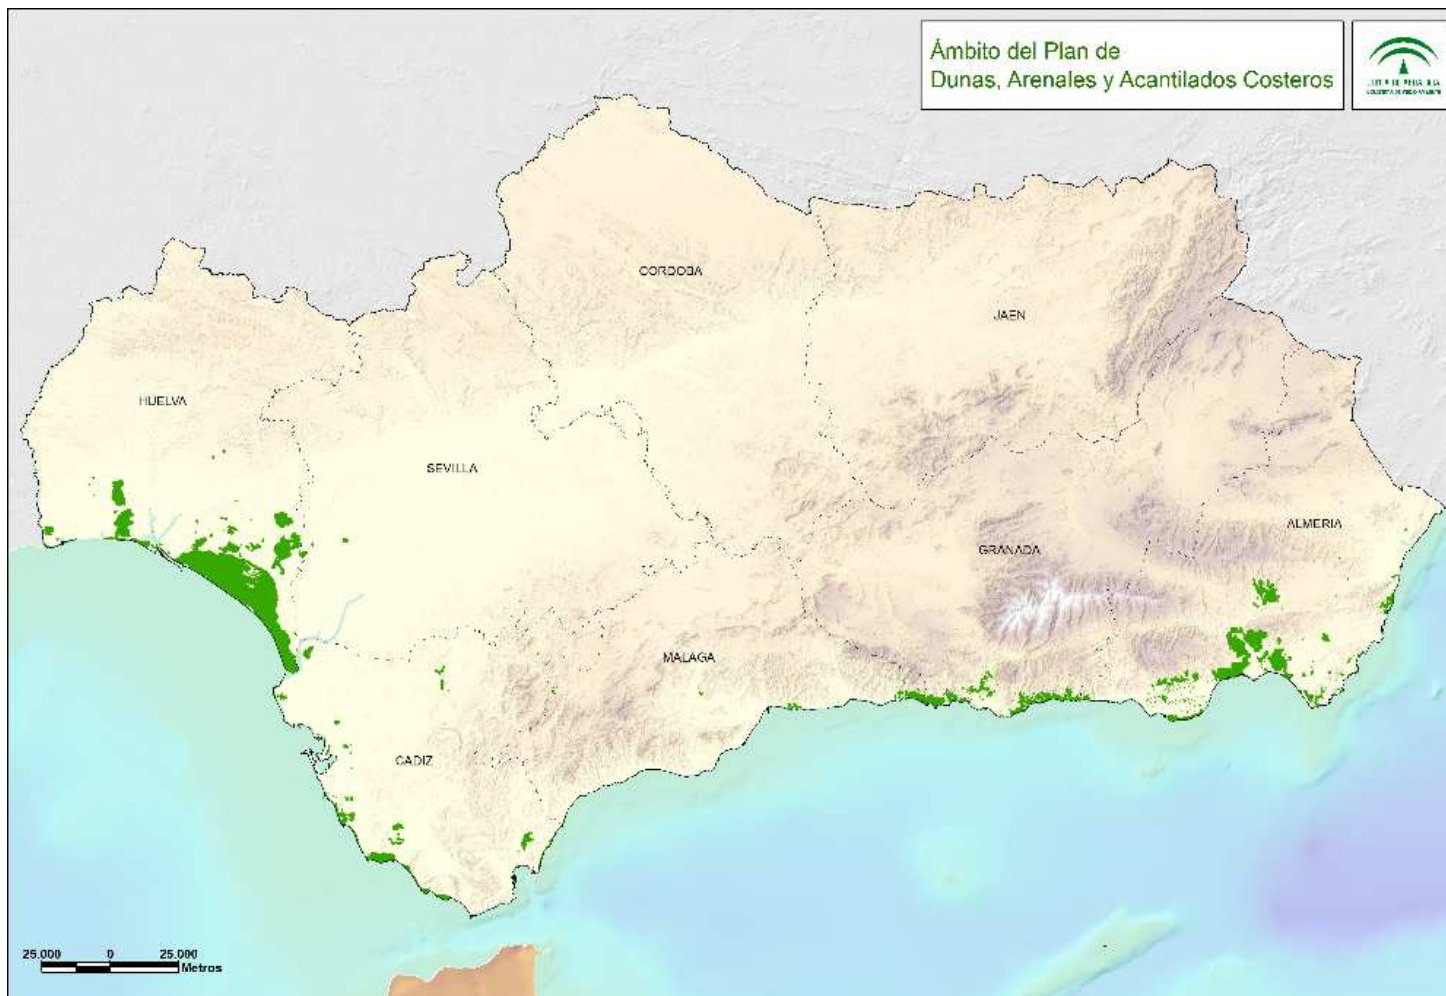 Ámbito del Plan de
Dunas, Arenales y Acantilados Costeros
CORDOBA
JAEN
HUELVA
SEVILLA
ALMERIA
GRANADA
MALAGA
CADIZ
25.000 0 25.000
Metros